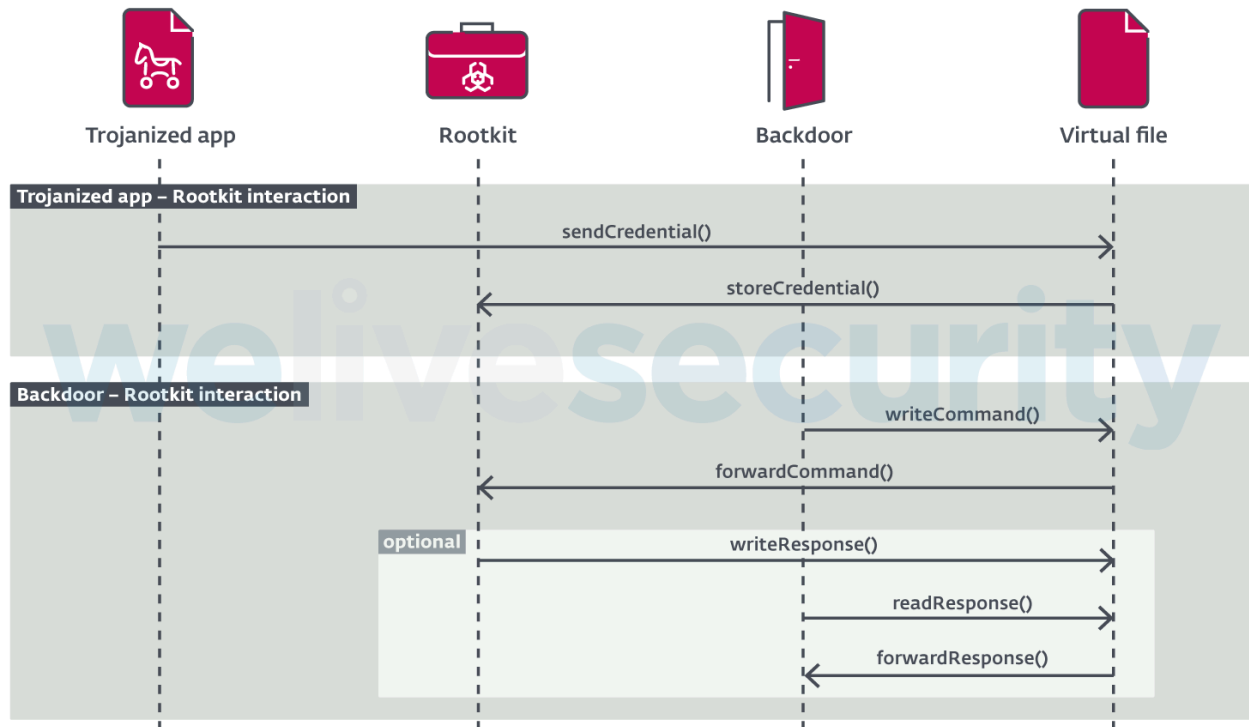 Trojanized app
Rootkit
Backdoor
Virtual file
Trojanized app – Rootkit interaction
sendCredential()
storeCredential()
welivesecurity
Backdoor – Rootkit interaction
writeCommand()
forwardCommand()
optional
writeResponse()
readResponse()
forwardResponse()